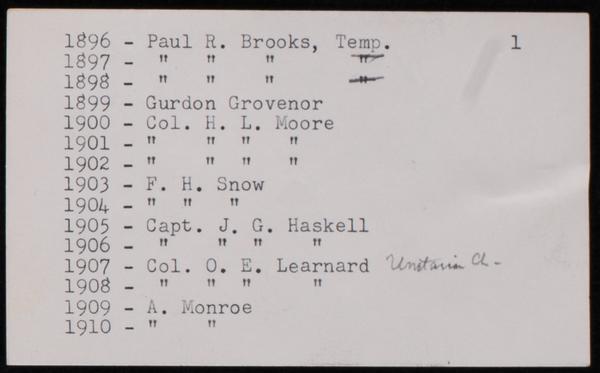 1896 - Paul R. Brooks, Temp. 1
1897 - " " " "
1898 - " " " "
1899 - Gurdon Grovenor
1900 - Col. H. L. Moore
1901 - " " " "
1902 - " " " "
1903 - F. H. Snow
1904 - " " "
1905 - Capt. J. G. Haskell
1906 - " " " "
1907 - Col. O. E. Learnard Unitarian Ch.
1908 - " " " "
1909 - A. Monroe
1910 - " "